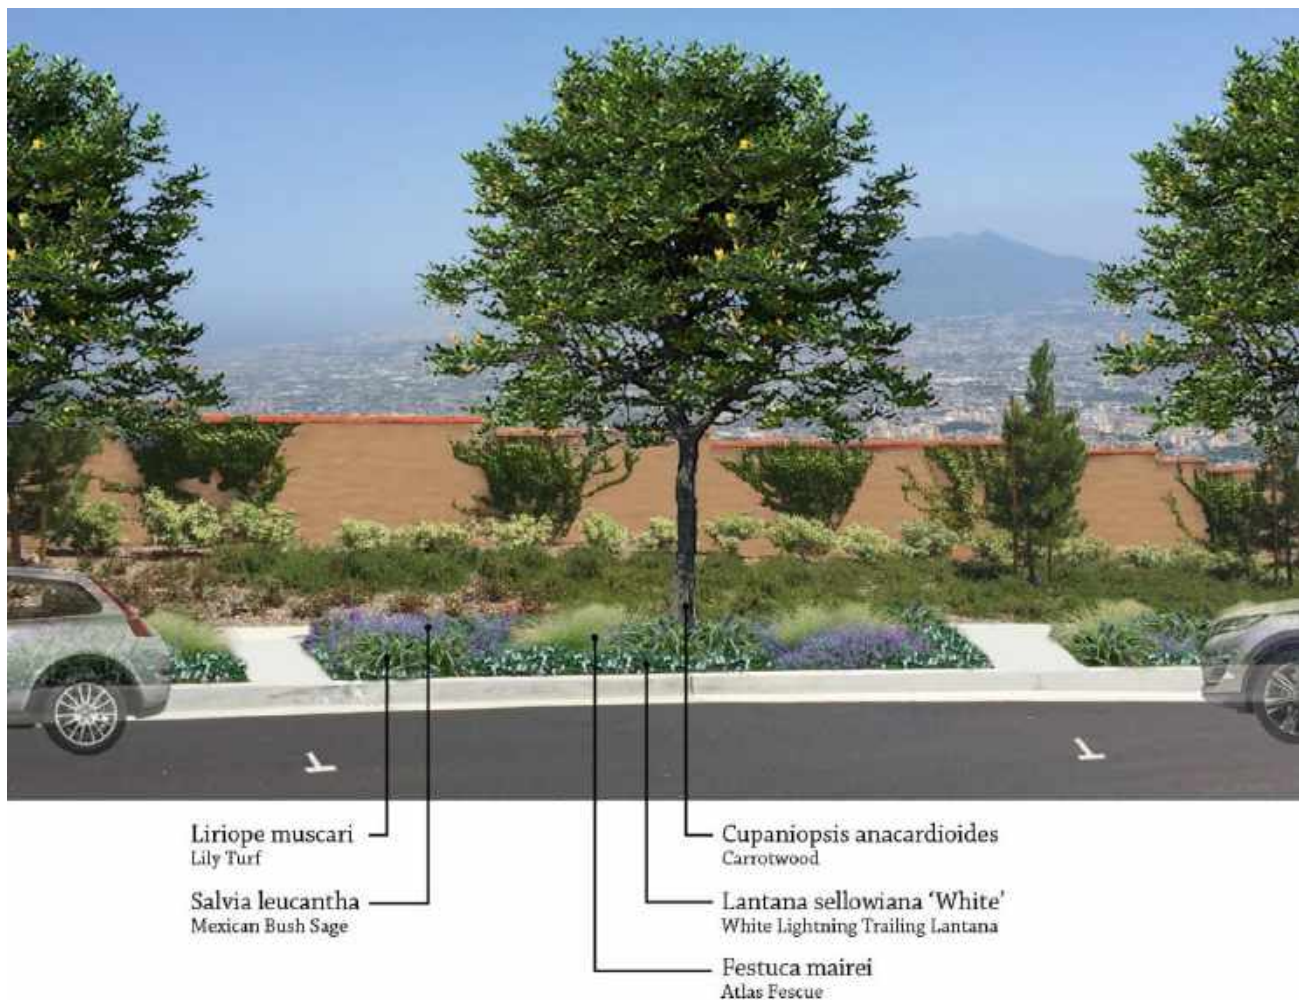 Liriope muscari
Lily Turf
Salvia leucantha
Mexican Bush Sage
Cupaniopsis anacardioides
Carrotwood
Lantana sellowiana ‘White’
White Lightning Trailing Lantana
Festuca mairei
Atlas Fescue